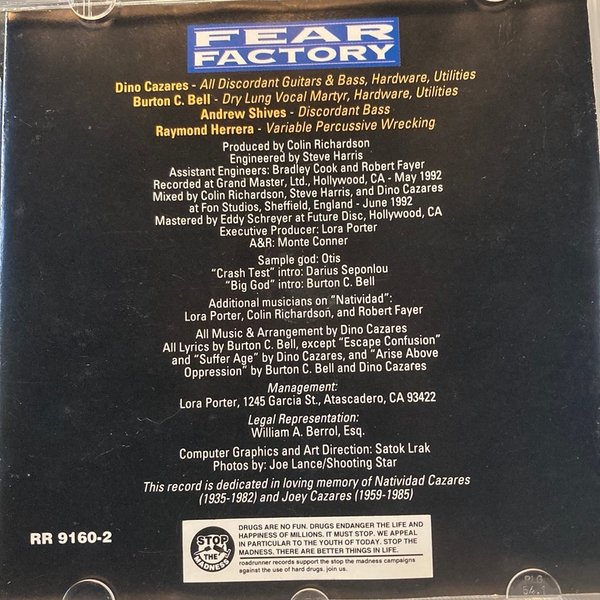 FEAR
FACTORY
Dino Cazares - All Discordant Guitars & Bass, Hardware, Utilities
Burton C. Bell - Dry Lung Vocal Martyr, Hardware, Utilities
Andrew Shives - Discordant Bass
Raymond Herrera - Variable Percussive Wrecking
Produced by Colin Richardson
Engineered by Steve Harris
Assistant Engineers: Bradley Cook and Robert Fayer
Recorded at Grand Master, Ltd., Hollywood, CA - May 1992
Mixed by Colin Richardson, Steve Harris, and Dino Cazares
at Fon Studios, Sheffield, England - June 1992
Mastered by Eddy Schreyer at Future Disc, Hollywood, CA
Executive Producer: Lora Porter
A&R: Monte Conner
Sample god: Otis
"Crash Test" intro: Darius Seponlou
"Big God" intro: Burton C. Bell
Additional musicians on "Natividad":
Lora Porter, Colin Richardson, and Robert Fayer
All Music & Arrangement by Dino Cazares
All Lyrics by Burton C. Bell, except "Escape Confusion"
and "Suffer Age" by Dino Cazares, and "Arise Above
Oppression" by Burton C. Bell and Dino Cazares
Management:
Lora Porter, 1245 Garcia St., Atascadero, CA 93422
Legal Representation:
William A. Berrol, Esq.
Computer Graphics and Art Direction: Satok Lrak
Photos by: Joe Lance/Shooting Star
This record is dedicated in loving memory of Natividad Cazares
(1935-1982) and Joey Cazares (1959-1985)
RR 9160-2
STOP
THE
MADNESS
DRUGS ARE NO FUN. DRUGS ENDANGER THE LIFE AND
HAPPINESS OF MILLIONS. IT MUST STOP. WE APPEAL
IN PARTICULAR TO THE YOUTH OF TODAY. STOP THE
MADNESS. THERE ARE BETTER THINGS IN LIFE.
roadrunner records support the stop the madness campaigns
against the use of hard drugs. join us.